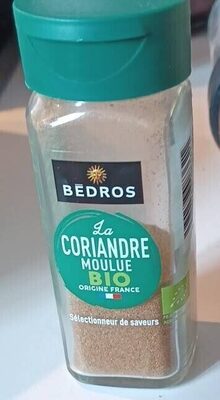 BEDROS
La
CORIANDRE
MOULUE
BIO
ORIGINE FRANCE
Sélectionneur de saveurs